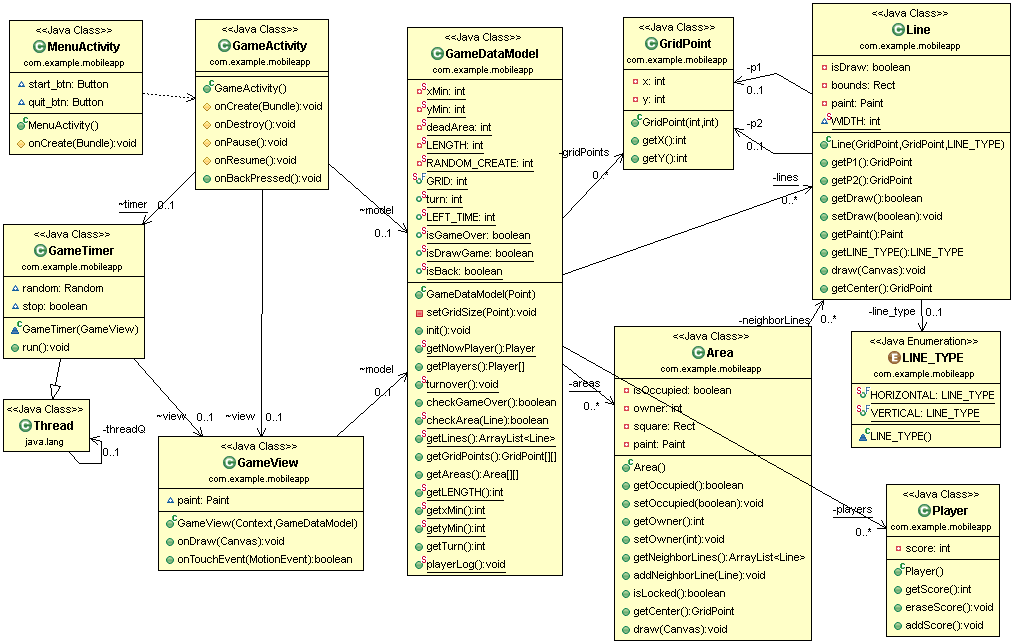 <<Java Class>>
MenuActivity
com.example.mobileapp
start_btn: Button
quit_btn: Button
MenuActivity()
onCreate(Bundle):void
<<Java Class>>
GameActivity
com.example.mobileapp
GameActivity()
onCreate(Bundle):void
onDestroy():void
onPause():void
onResume():void
onBackPressed():void
~timer
0..1
~model
0..1
<<Java Class>>
GameTimer
com.example.mobileapp
random: Random
stop: boolean
GameTimer(GameView)
run():void
<<Java Class>>
Thread
java.lang
-threadQ
0..1
~view
0..1
~view
0..1
<<Java Class>>
GameView
com.example.mobileapp
paint: Paint
GameView(Context,GameDataModel)
onDraw(Canvas):void
onTouchEvent(MotionEvent):boolean
~model
0..1
<<Java Class>>
GameDataModel
com.example.mobileapp
xMin: int
yMin: int
deadArea: int
LENGTH: int
RANDOM_CREATE: int
GRID: int
turn: int
LEFT_TIME: int
isGameOver: boolean
isDrawGame: boolean
isBack: boolean
GameDataModel(Point)
setGridSize(Point):void
init():void
getNowPlayer():Player
getPlayers():Player[]
turnover():void
checkGameOver():boolean
checkArea(Line):boolean
getLines():ArrayList<Line>
getGridPoints():GridPoint[][]
getAreas():Area[][]
getLENGTH():int
getxMin():int
getyMin():int
getTurn():int
playerLog():void
-gridPoints
0..*
-lines
0..*
-areas
0..*
-players
0..*
<<Java Class>>
GridPoint
com.example.mobileapp
x: int
y: int
GridPoint(int,int)
getX():int
getY():int
-p1
0..1
-p2
0..1
<<Java Class>>
Line
com.example.mobileapp
isDraw: boolean
bounds: Rect
paint: Paint
WIDTH: int
Line(GridPoint,GridPoint,LINE_TYPE)
getP1():GridPoint
getP2():GridPoint
getDraw():boolean
setDraw(boolean):void
getPaint():Paint
getLINE_TYPE():LINE_TYPE
draw(Canvas):void
getCenter():GridPoint
-neighborLines
0..*
-line_type
0..1
<<Java Enumeration>>
LINE_TYPE
com.example.mobileapp
HORIZONTAL: LINE_TYPE
VERTICAL: LINE_TYPE
LINE_TYPE()
<<Java Class>>
Area
com.example.mobileapp
isOccupied: boolean
owner: int
square: Rect
paint: Paint
Area()
getOccupied():boolean
setOccupied(boolean):void
getOwner():int
setOwner(int):void
getNeighborLines():ArrayList<Line>
addNeighborLine(Line):void
isLocked():boolean
getCenter():GridPoint
draw(Canvas):void
<<Java Class>>
Player
com.example.mobileapp
score: int
Player()
getScore():int
eraseScore():void
addScore():void